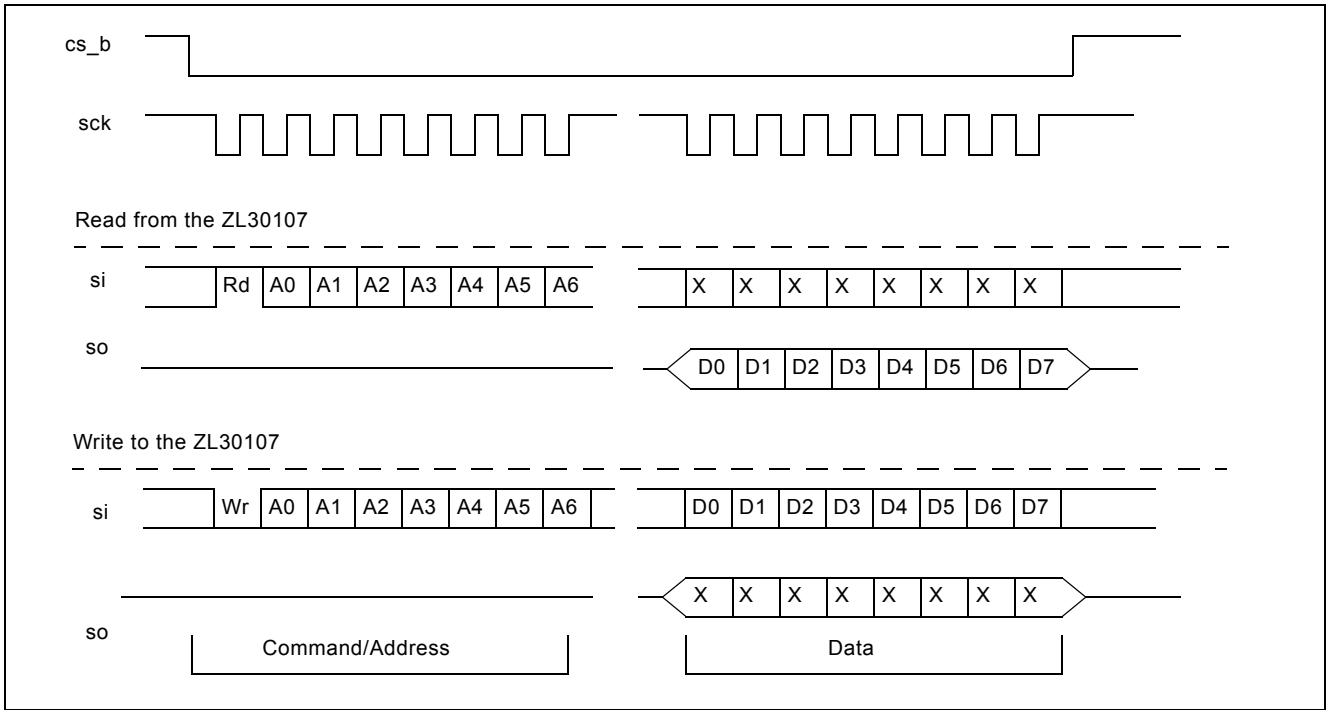 cs_b
sck
Read from the ZL30107
si Rd A0 A1 A2 A3 A4 A5 A6 X X X X X X X X
so D0 D1 D2 D3 D4 D5 D6 D7
Write to the ZL30107
si Wr A0 A1 A2 A3 A4 A5 A6 D0 D1 D2 D3 D4 D5 D6 D7
so X X X X X X X X
Command/Address Data